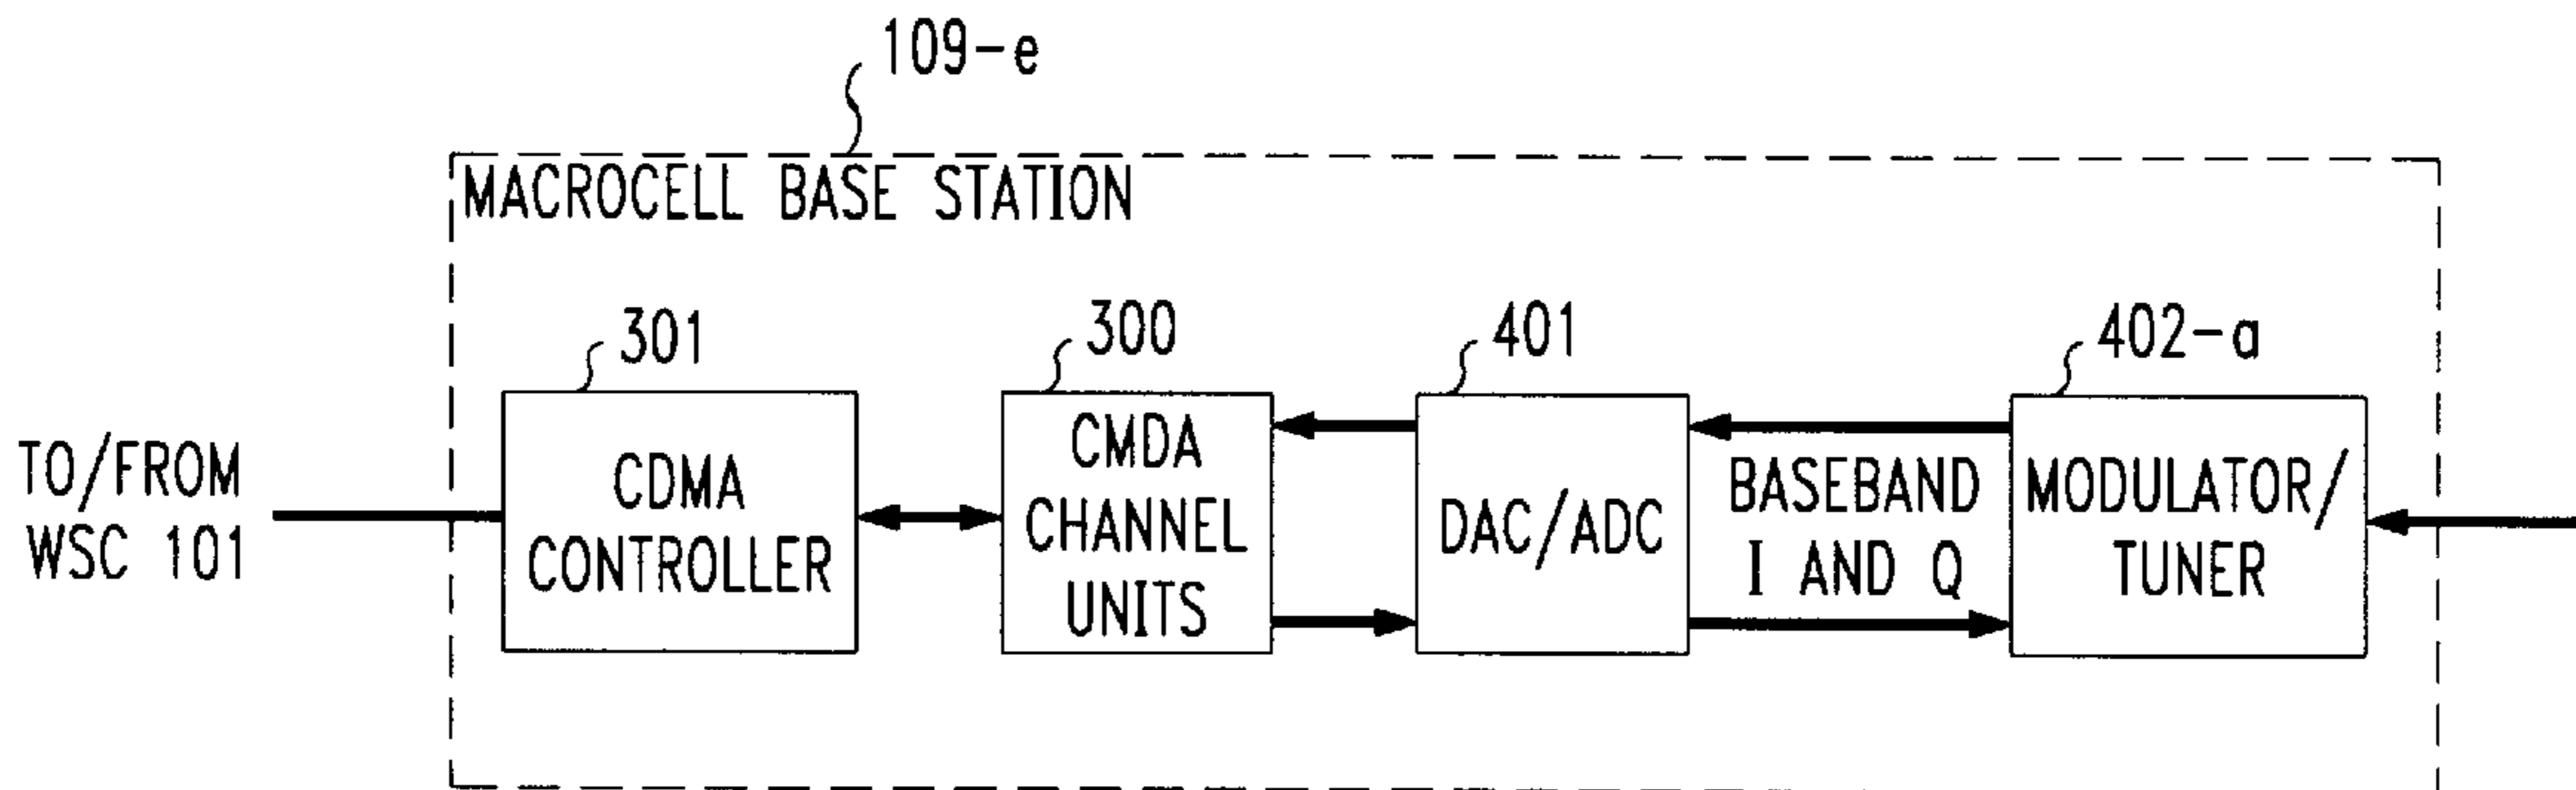 109-e
MACROCELL BASE STATION
301
300
401
402-a
TO/FROM
WSC 101
CDMA
CONTROLLER
CMDA
CHANNEL
UNITS
DAC/ADC
BASEBAND
I AND Q
MODULATOR/
TUNER